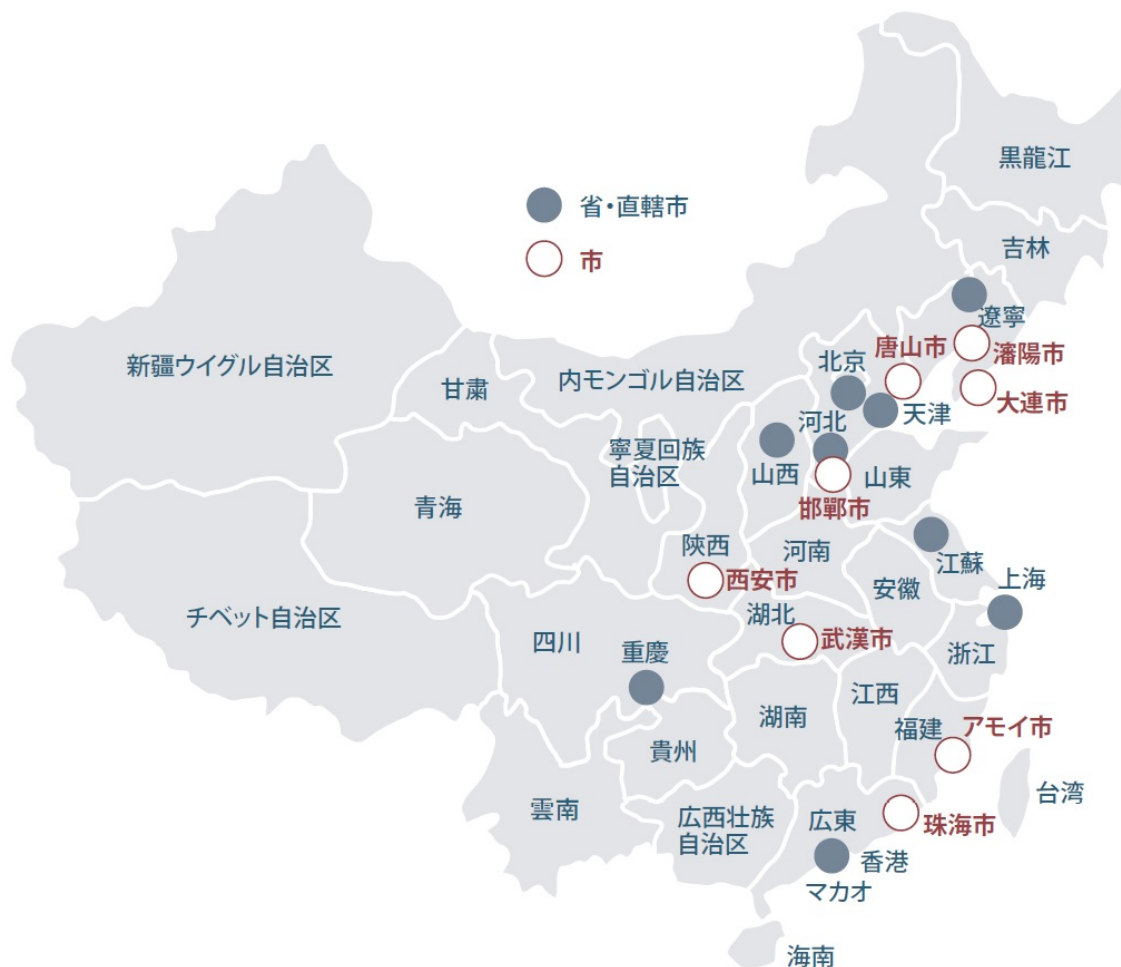 黒龍江
省・直轄市
吉林
市
遼寧
唐山市
瀋陽市
新疆ウイグル自治区
北京
内モンゴル自治区
甘粛
大連市
天津
河北
寧夏回族
自治区
山西
山東
青海
邯鄲市
陝西
河南
江蘇
上海
西安市
安徽
チベット自治区
湖北
四川
武漢市
重慶
浙江
江西
湖南
福建
アモイ市
貴州
台湾
雲南
広西壮族
自治区
広東
珠海市
香港
マカオ
海南